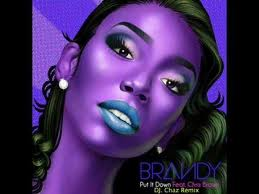 BRANDY
Put It Down Feat. Chris Brown
DJ. Chaz Remix